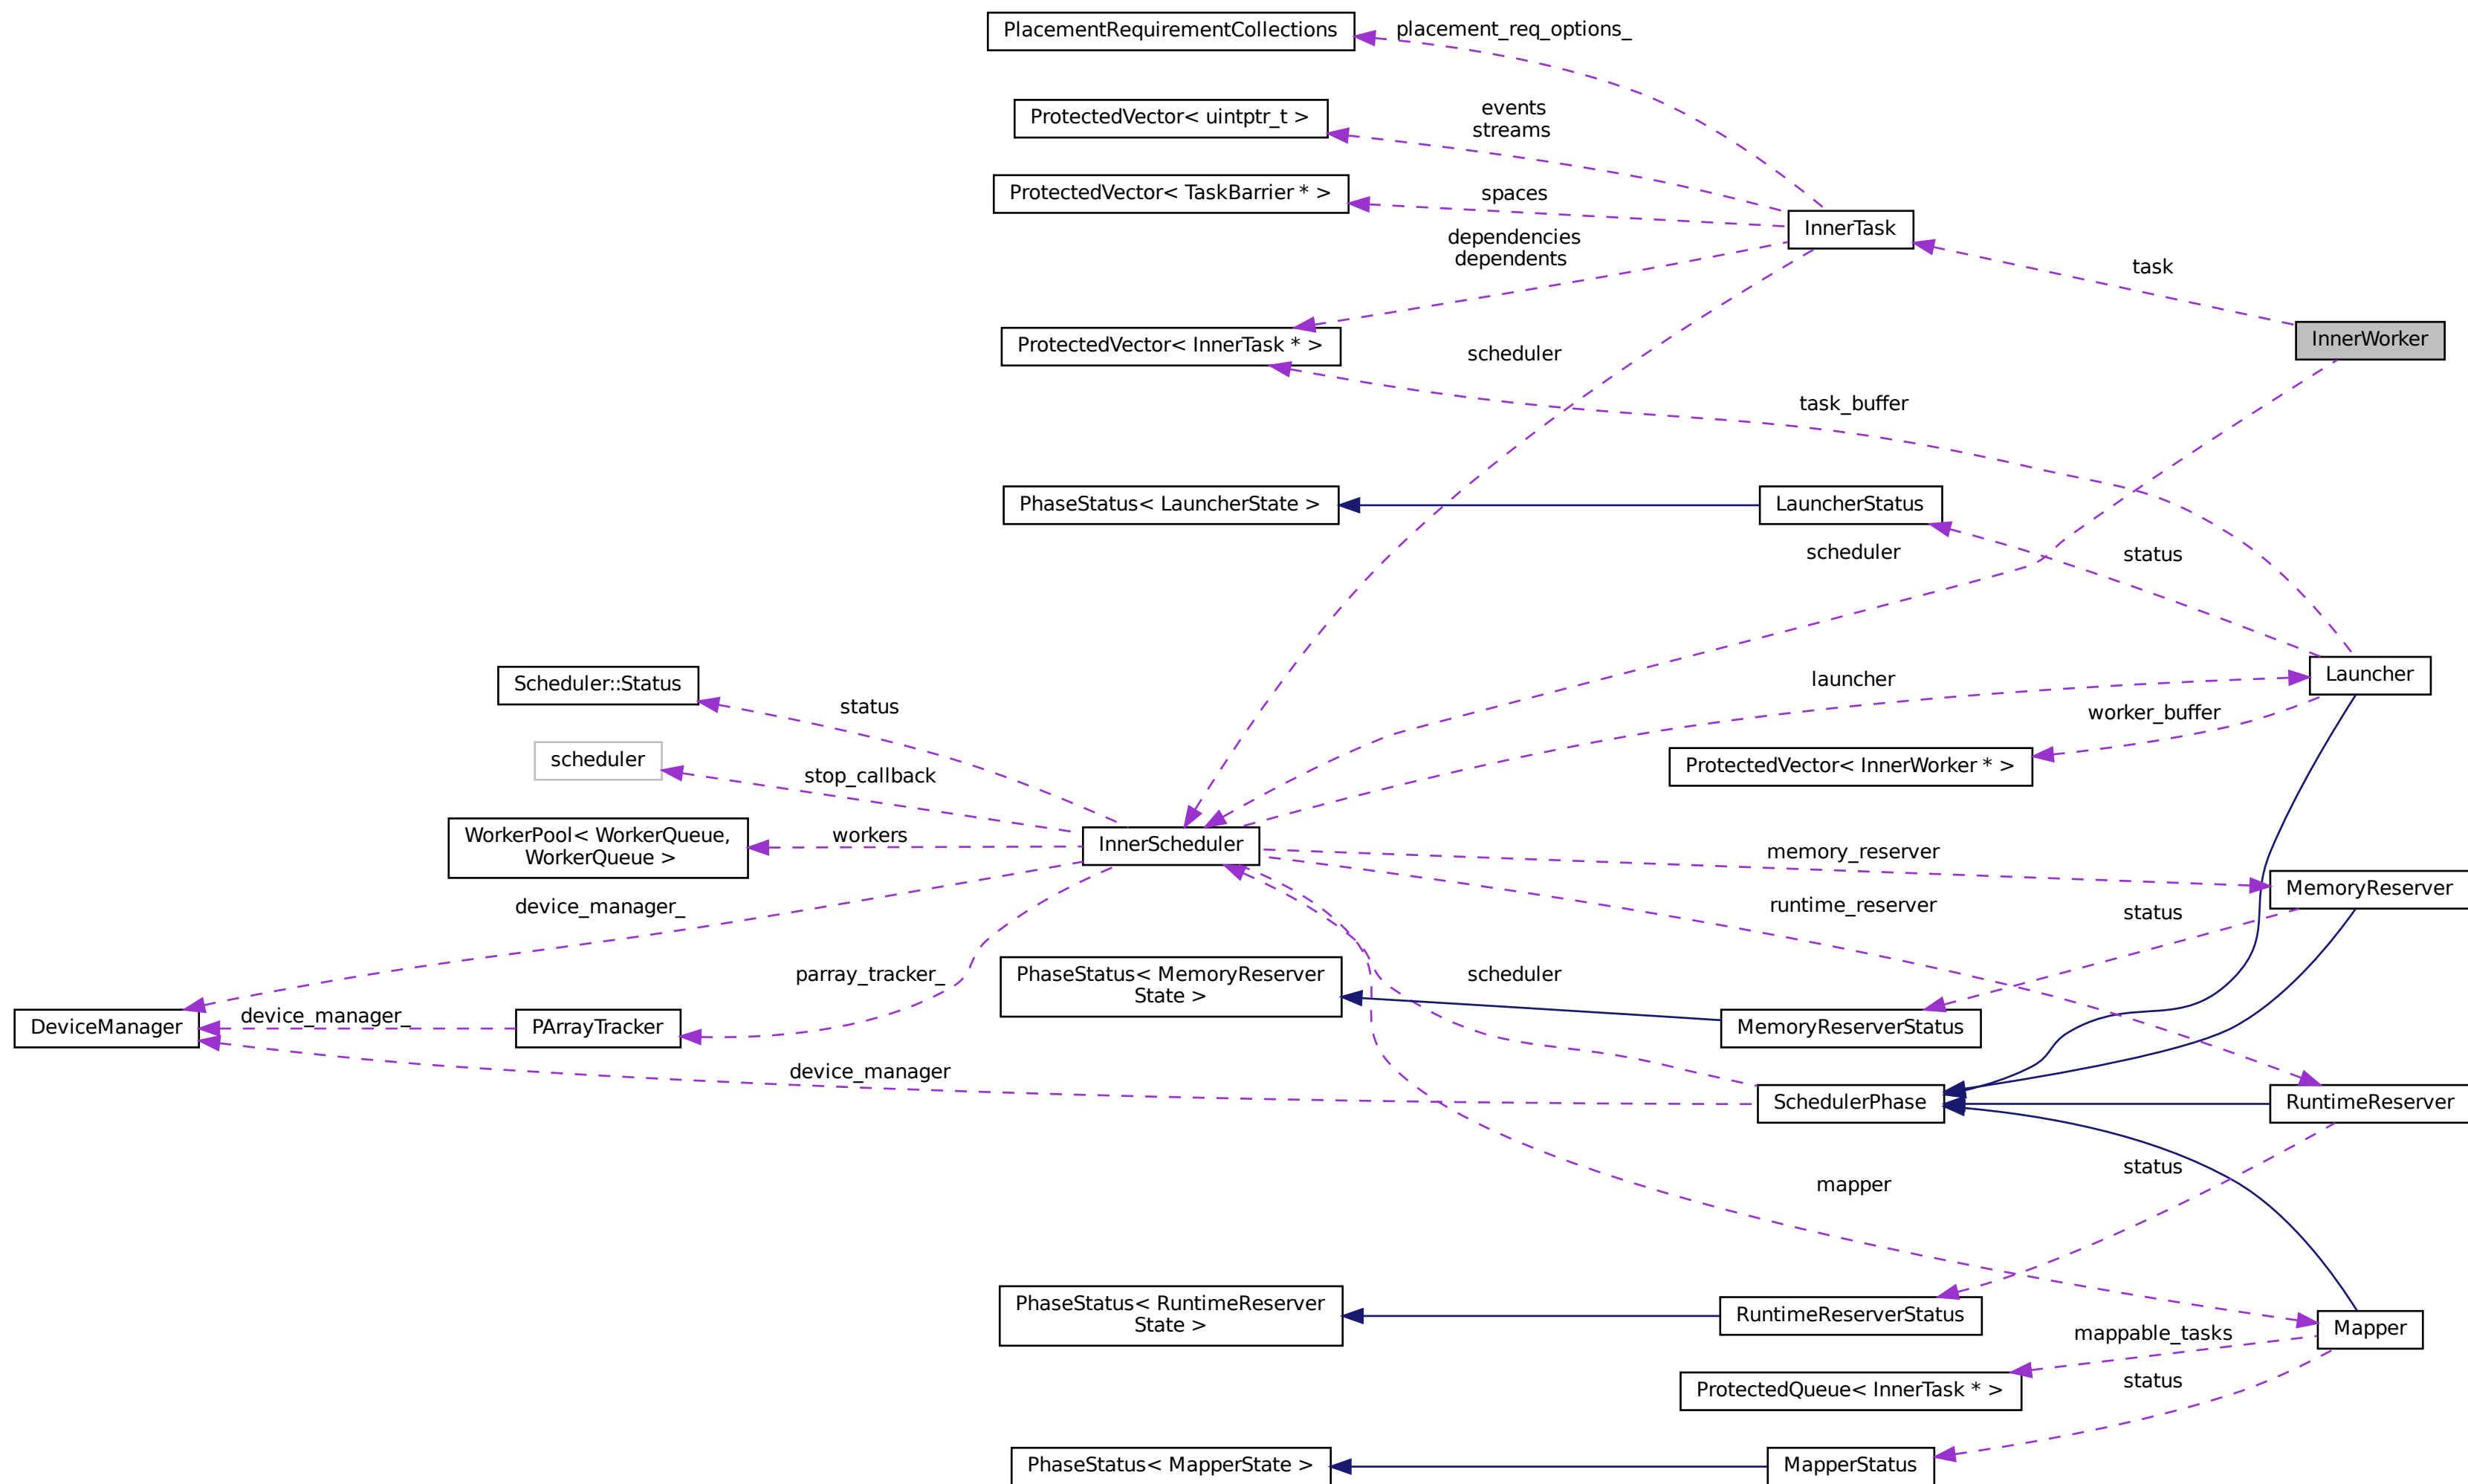 PlacementRequirementCollections
placement_req_options_
ProtectedVector< uintptr_t >
events
streams
ProtectedVector< TaskBarrier * >
spaces
InnerTask
dependencies
dependents
task
ProtectedVector< InnerTask * >
scheduler
InnerWorker
task_buffer
PhaseStatus< LauncherState >
LauncherStatus
scheduler
status
Scheduler::Status
status
launcher
Launcher
worker_buffer
scheduler
stop_callback
ProtectedVector< InnerWorker * >
WorkerPool< WorkerQueue,
WorkerQueue >
workers
InnerScheduler
memory_reserver
MemoryReserver
device_manager_
runtime_reserver
status
parray_tracker_
PhaseStatus< MemoryReserver
State >
scheduler
DeviceManager
device_manager_
PArrayTracker
MemoryReserverStatus
device_manager
SchedulerPhase
RuntimeReserver
mapper
status
PhaseStatus< RuntimeReserver
State >
RuntimeReserverStatus
mappable_tasks
Mapper
ProtectedQueue< InnerTask * >
status
PhaseStatus< MapperState >
MapperStatus